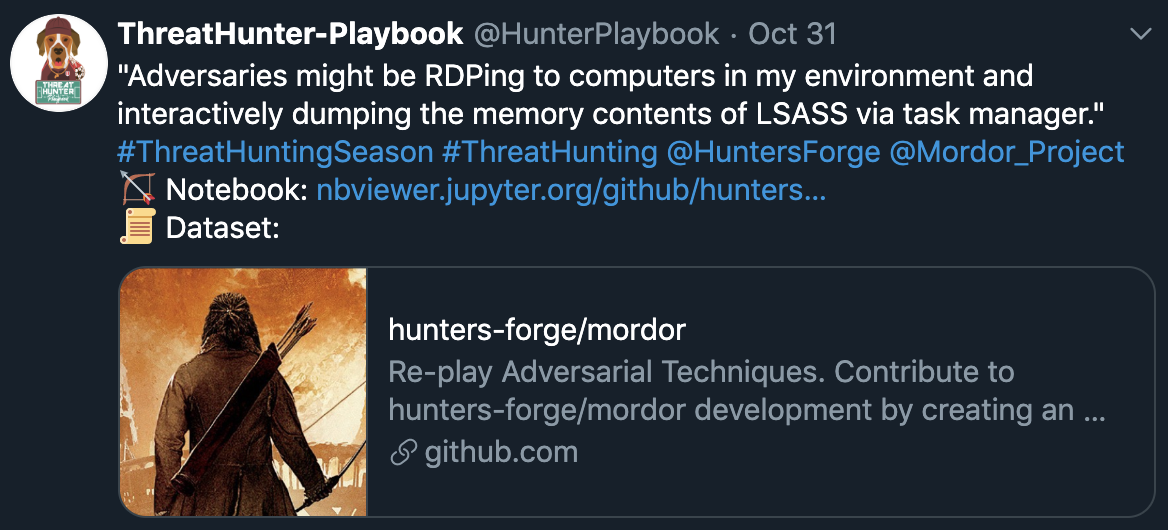 ThreatHunter-Playbook @HunterPlaybook · Oct 31
"Adversaries might be RDPing to computers in my environment and
interactively dumping the memory contents of LSASS via task manager."
#ThreatHuntingSeason #ThreatHunting @HuntersForge @Mordor_Project
🏹 Notebook: nbviewer.jupyter.org/github/hunters...
📜 Dataset:
THREAT
HUNTER
Playbook
hunters-forge/mordor
Re-play Adversarial Techniques. Contribute to
hunters-forge/mordor development by creating an ...
github.com